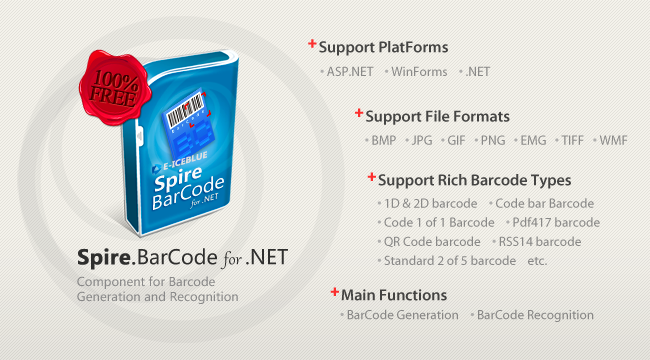 100%
FREE
E-ICEBLUE
Spire
BarCode
for .NET
Spire.BarCode for .NET
Component for Barcode
Generation and Recognition
+Support PlatForms
• ASP.NET • WinForms • .NET
+Support File Formats
• BMP • JPG • GIF • PNG • EMG • TIFF • WMF
+Support Rich Barcode Types
• 1D & 2D barcode • Code bar Barcode
• Code 1 of 1 Barcode • Pdf417 barcode
• QR Code barcode • RSS14 barcode
• Standard 2 of 5 barcode etc.
+Main Functions
• BarCode Generation • BarCode Recognition